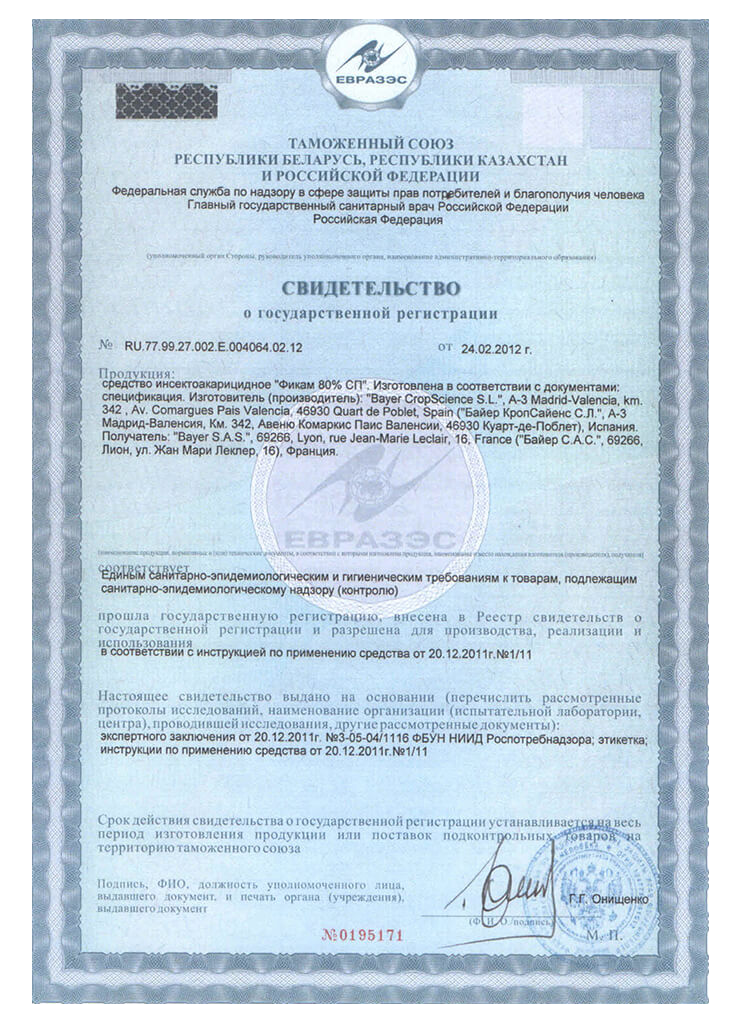 ЕВРАЗЭС
ТАМОЖЕННЫЙ СОЮЗ
РЕСПУБЛИКИ БЕЛАРУСЬ, РЕСПУБЛИКИ КАЗАХСТАН
И РОССИЙСКОЙ ФЕДЕРАЦИИ
Федеральная служба по надзору в сфере защиты прав потребителей и благополучия человека
Главный государственный санитарный врач Российской Федерации
Российская Федерация
(уполномоченный орган Стороны, руководитель уполномоченного органа, наименование административно-территориального образования)
СВИДЕТЕЛЬСТВО
о государственной регистрации
№ RU.77.99.27.002.Е.004064.02.12 от 24.02.2012 г.
Продукция:
средство инсектоакарицидное "Фикам 80% СП". Изготовлена в соответствии с документами:
спецификация. Изготовитель (производитель): "Bayer CropScience S.L.", A-3 Madrid-Valencia, km.
342 , Av. Comargues Pais Valencia, 46930 Quart de Poblet, Spain ("Байер КропСайенс С.Л.", А-3
Мадрид-Валенсия, Км. 342, Авеню Комаркис Паис Валенсии, 46930 Куарт-де-Поблет), Испания.
Получатель: "Bayer S.A.S.", 69266, Lyon, rue Jean-Marie Leclair, 16, France ("Байер С.А.С.", 69266,
Лион, ул. Жан Мари Леклер, 16), Франция.
ЕВРАЗЭС
(наименование продукции, нормативные и (или) технические документы, в соответствии с которыми изготовлена продукция, наименование и место нахождения изготовителя (производителя), получателя)
соответствует
Единым санитарно-эпидемиологическим и гигиеническим требованиям к товарам, подлежащим
санитарно-эпидемиологическому надзору (контролю)
прошла государственную регистрацию, внесена в Реестр свидетельств о
государственной регистрации и разрешена для производства, реализации и
использования
в соответствии с инструкцией по применению средства от 20.12.2011г.№1/11
Настоящее свидетельство выдано на основании (перечислить рассмотренные
протоколы исследований, наименование организации (испытательной лаборатории,
центра), проводившей исследования, другие рассмотренные документы):
экспертного заключения от 20.12.2011г. №3-05-04/1116 ФБУН НИИД Роспотребнадзора; этикетка;
инструкции по применению средства от 20.12.2011г.№1/11
Срок действия свидетельства о государственной регистрации устанавливается на весь
период изготовления продукции или поставок подконтрольных товаров на
территорию таможенного союза
Подпись, ФИО, должность уполномоченного лица,
выдавшего документ, и печать органа (учреждения),
выдавшего документ
Г.Г. Онищенко
(Ф. И. О./подпись)
М. П.
№0195171